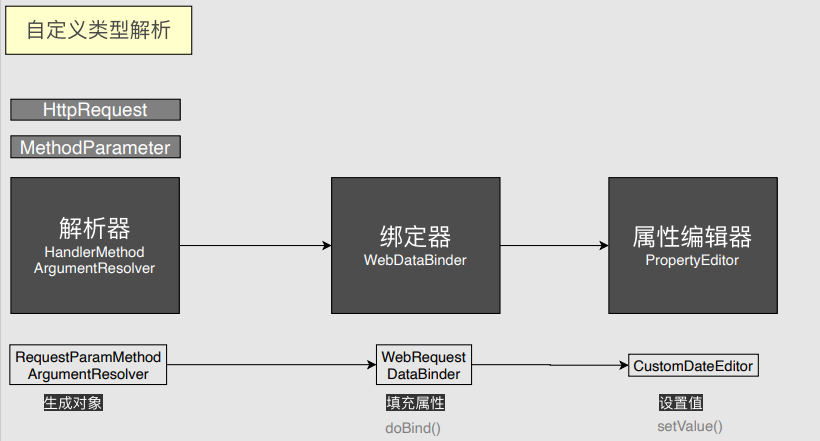 自定义类型解析
HttpRequest
MethodParameter
解析器
HandlerMethod
ArgumentResolver
绑定器
WebDataBinder
属性编辑器
PropertyEditor
RequestParamMethod
ArgumentResolver
WebRequest
DataBinder
CustomDateEditor
生成对象
填充属性
设置值
doBind()
setValue()